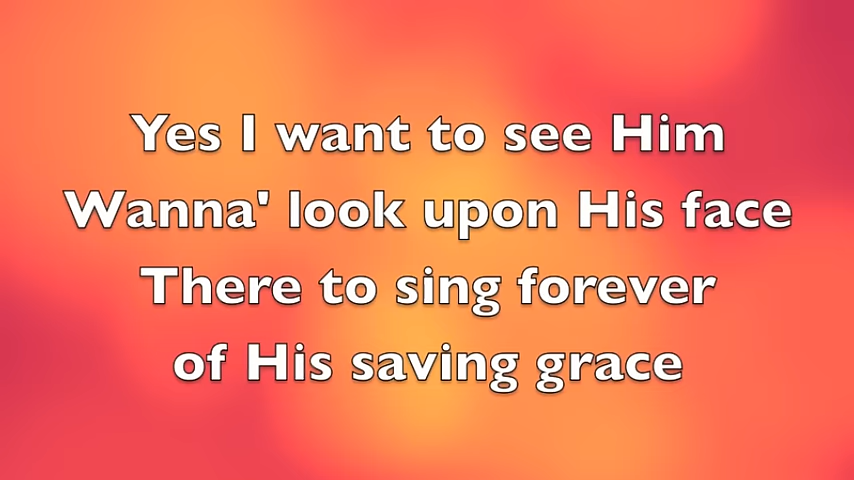 Yes I want to see Him
Wanna' look upon His face
There to sing forever
of His saving grace